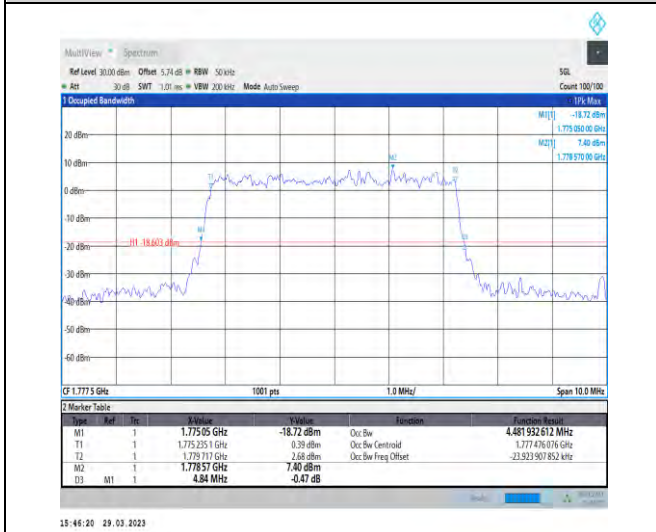 MultiView Spectrum
Ref Level 30.00 dBm Offset 5.74 dB RBW 50 kHz SGL
Att 30 dB SWT 1.01 ms VBW 200 kHz Mode Auto Sweep Count 100/100
1 Occupied Bandwidth 1Pk Max
M1[1] -18.72 dBm
1.775 050 00 GHz
M2[1] 7.40 dBm
1.778 570 00 GHz
20 dBm
10 dBm
0 dBm
-10 dBm
-20 dBm
-30 dBm
-40 dBm
-50 dBm
-60 dBm
T1
M2
M1
H1 -18.603 dBm
CF 1.777 5 GHz 1001 pts 1.0 MHz/ Span 10.0 MHz
2 Marker Table
Type Ref Trc X-Value Y-Value Function Function Result
M1 1 1.775 05 GHz -18.72 dBm Occ Bw 4.481 932 612 MHz
T1 1 1.775 235 1 GHz 0.39 dBm Occ Bw Centroid 1.777 476 076 GHz
T2 1 1.779 717 GHz 2.68 dBm Occ Bw Freq Offset -23.923 907 852 kHz
M2 1 1.778 57 GHz 7.40 dBm
D3 M1 1 4.84 MHz -0.47 dB
15:46:20 29.03.2023